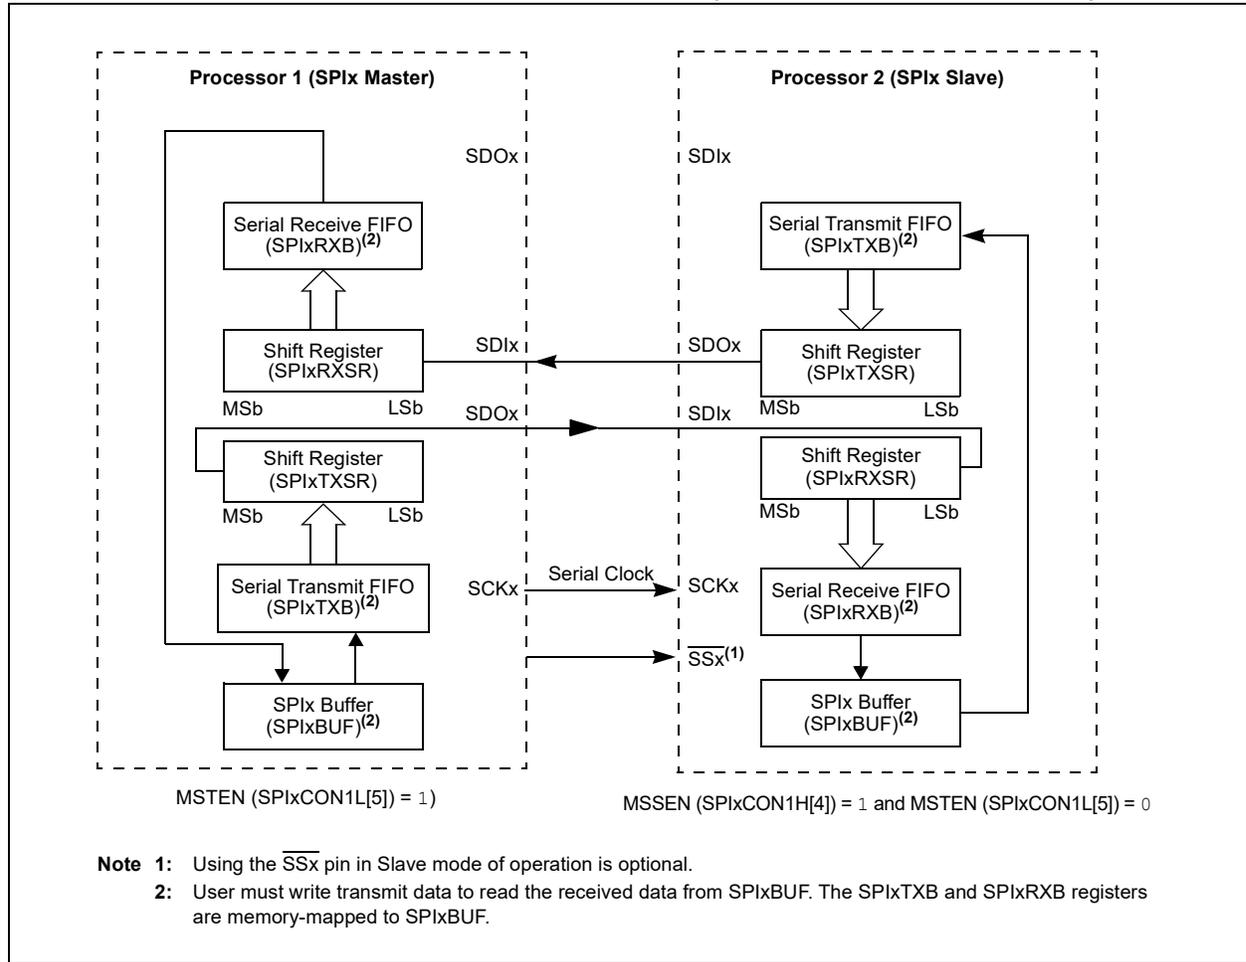 Processor 1 (SPIx Master)
Processor 2 (SPIx Slave)
SDOx
SDIx
Serial Receive FIFO
(SPIxRXB)(2)
Serial Transmit FIFO
(SPIxTXB)(2)
Shift Register
(SPIxRXSR)
SDIx
SDOx
Shift Register
(SPIxTXSR)
MSb
LSb
MSb
LSb
SDOx
SDIx
Shift Register
(SPIxTXSR)
Shift Register
(SPIxRXSR)
MSb
LSb
MSb
LSb
Serial Transmit FIFO
(SPIxTXB)(2)
SCKx
Serial Clock
SCKx
Serial Receive FIFO
(SPIxRXB)(2)
SSx(1)
SPIx Buffer
(SPIxBUF)(2)
SPIx Buffer
(SPIxBUF)(2)
MSTEN (SPIxCON1L[5]) = 1)
MSSEN (SPIxCON1H[4]) = 1 and MSTEN (SPIxCON1L[5]) = 0
Note 1: Using the SSx pin in Slave mode of operation is optional.
2: User must write transmit data to read the received data from SPIxBUF. The SPIxTXB and SPIxRXB registers
are memory-mapped to SPIxBUF.